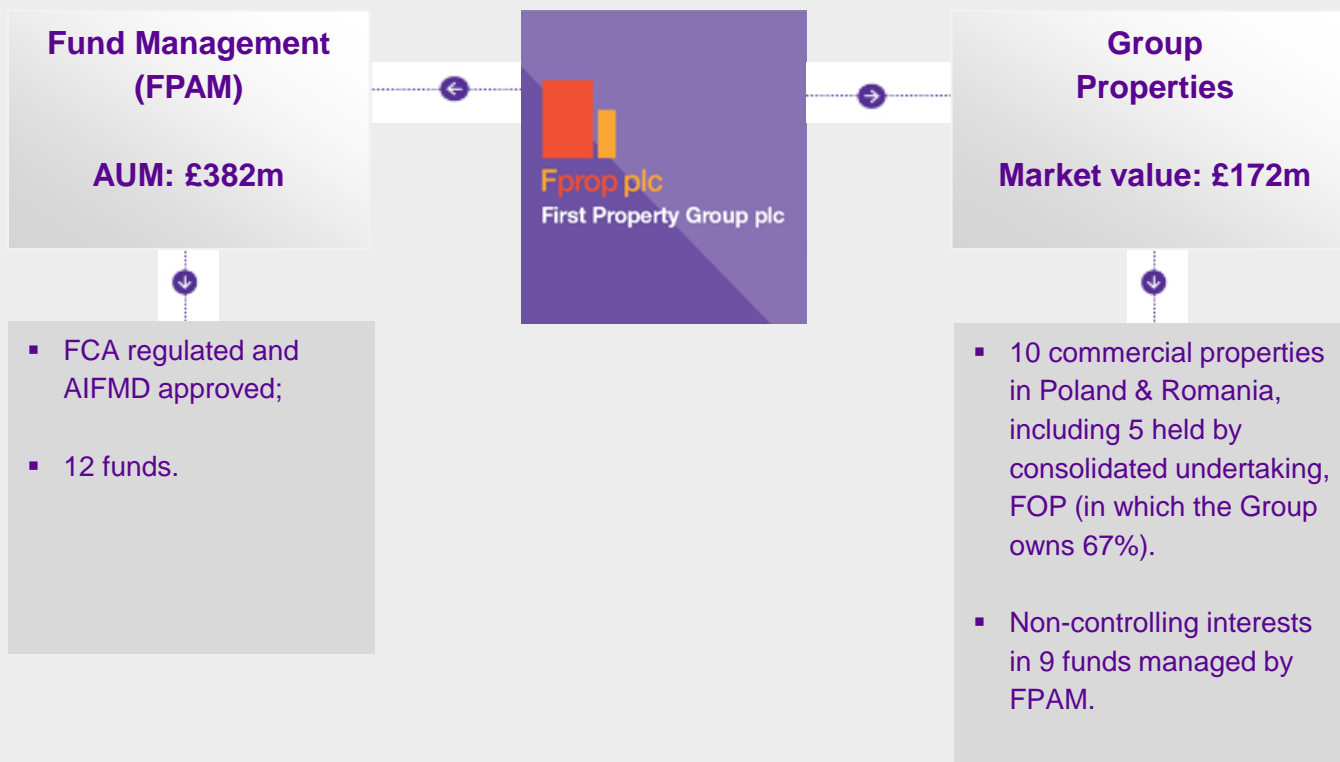 Fund Management
(FPAM)
AUM: £382m
▪ FCA regulated and
AIFMD approved;
▪ 12 funds.
Fprop plc
First Property Group plc
Group
Properties
Market value: £172m
▪ 10 commercial properties
in Poland & Romania,
including 5 held by
consolidated undertaking,
FOP (in which the Group
owns 67%).
▪ Non-controlling interests
in 9 funds managed by
FPAM.